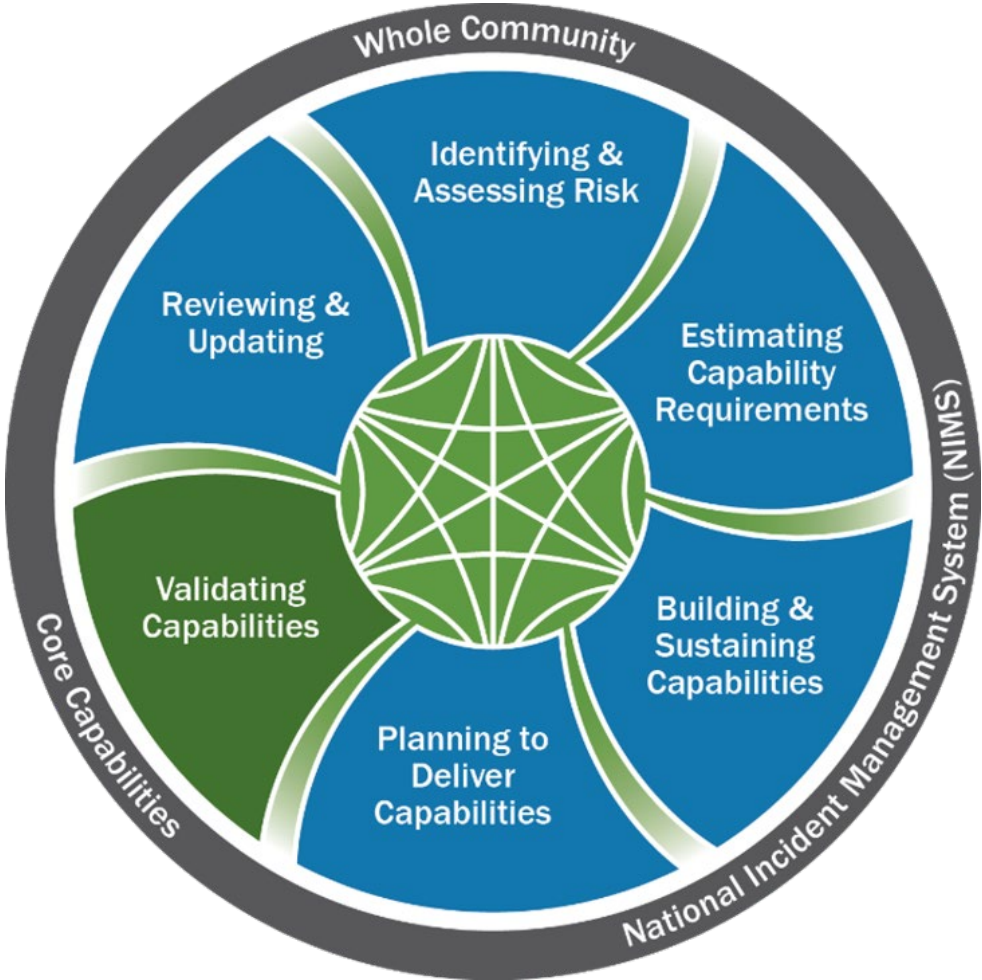 Whole Community
Identifying &
Assessing Risk
Estimating
Capability
Requirements
Building &
Sustaining
Capabilities
Planning to
Deliver
Capabilities
Validating
Capabilities
Reviewing &
Updating
National Incident Management System (NIMS)
Core Capabilities